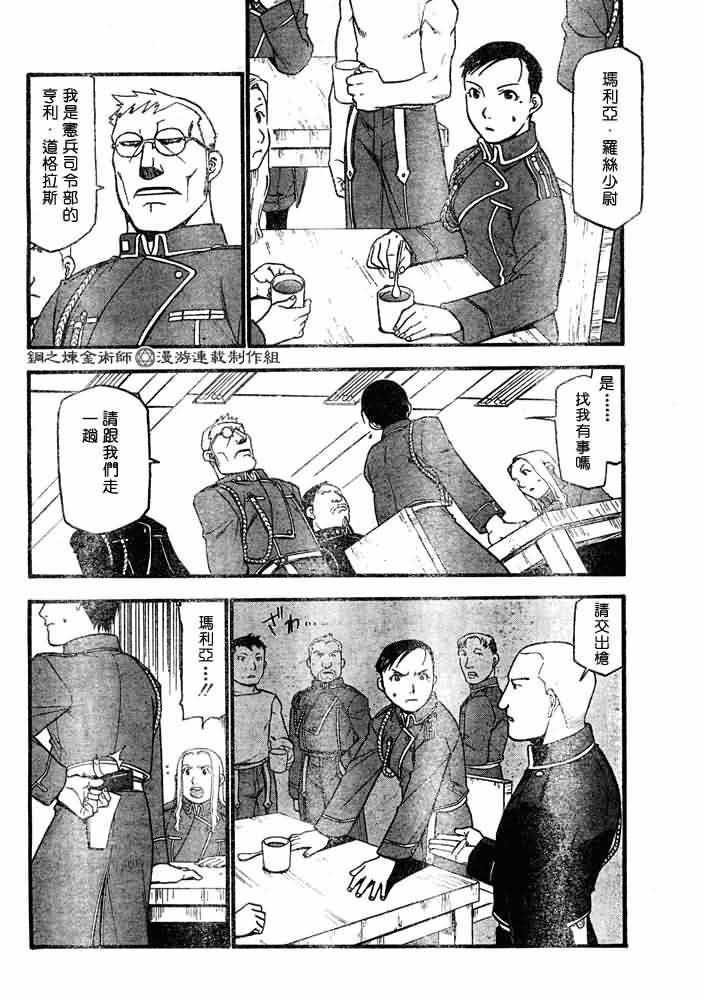 瑪利亞．羅絲少尉
我是憲兵司令部的
亨利．道格拉斯
鋼之煉金術師 漫游連載制作組
是……
找我有事嗎
請跟我們走
一趟
請交出槍
ざわ……
瑪利亞
…!!